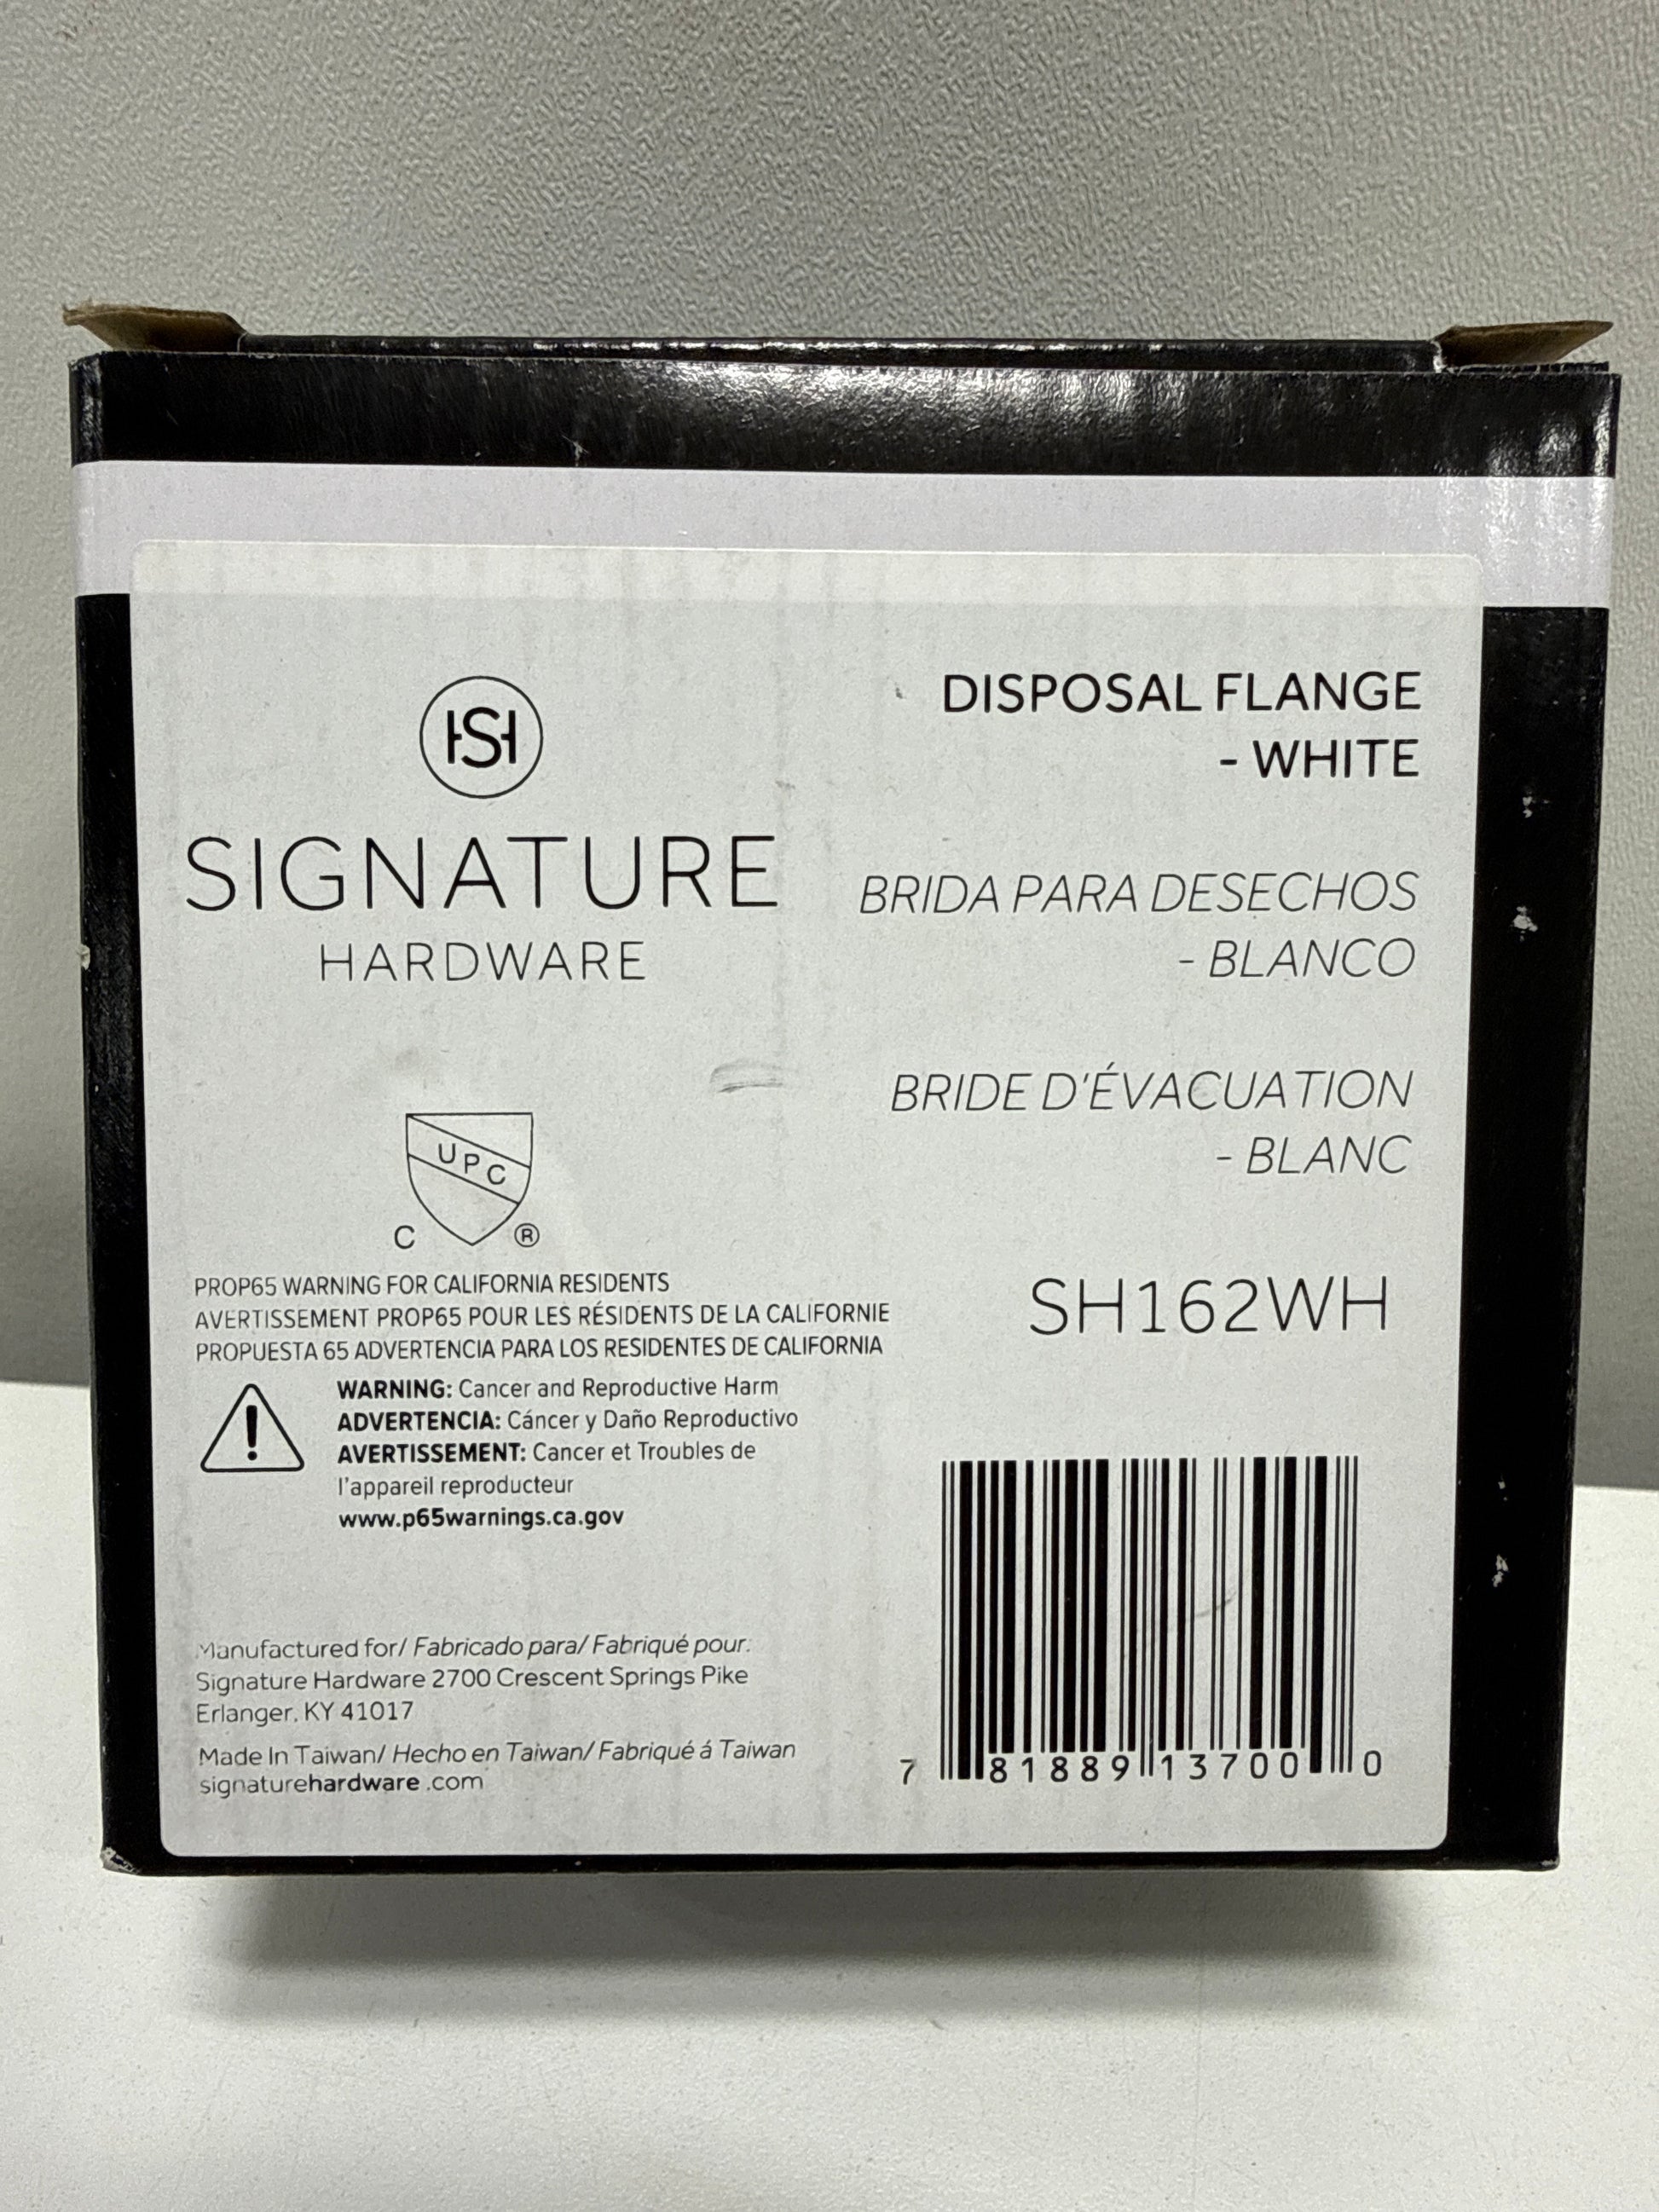 HS
SIGNATURE
HARDWARE
DISPOSAL FLANGE
- WHITE
BRIDA PARA DESECHOS
- BLANCO
BRIDE D'ÉVACUATION
- BLANC
UPC
C ®
SH162WH
PROP65 WARNING FOR CALIFORNIA RESIDENTS
AVERTISSEMENT PROP65 POUR LES RÉSIDENTS DE LA CALIFORNIE
PROPUESTA 65 ADVERTENCIA PARA LOS RESIDENTES DE CALIFORNIA
WARNING: Cancer and Reproductive Harm
ADVERTENCIA: Cáncer y Daño Reproductivo
AVERTISSEMENT: Cancer et Troubles de
l'appareil reproducteur
www.p65warnings.ca.gov
Manufactured for/ Fabricado para/ Fabriqué pour:
Signature Hardware 2700 Crescent Springs Pike
Erlanger, KY 41017
Made In Taiwan/ Hecho en Taiwan/ Fabriqué á Taiwan
signaturehardware .com
7 81889 13700 0